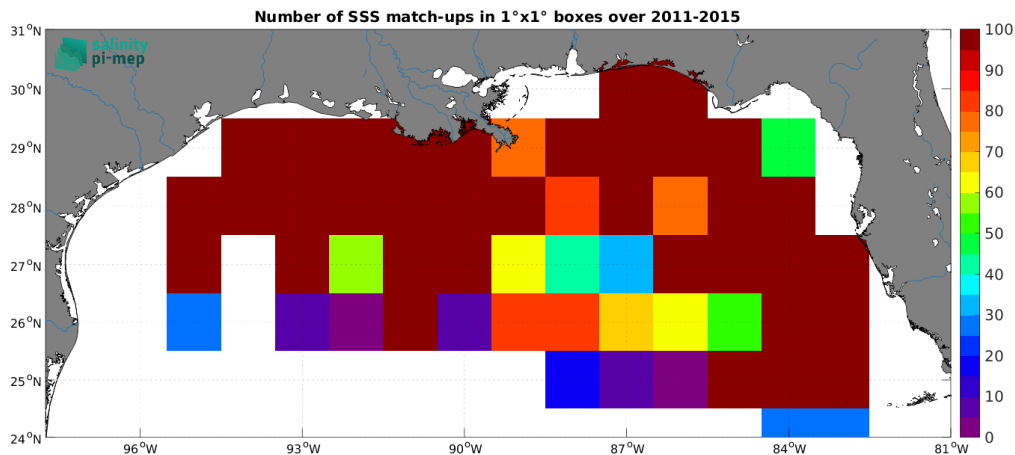 Number of SSS match-ups in 1°x1° boxes over 2011-2015
salinity
pi-mep
31°N
30°N
29°N
28°N
27°N
26°N
25°N
24°N
96°W
93°W
90°W
87°W
84°W
81°W
100
90
80
70
60
50
40
30
20
10
0